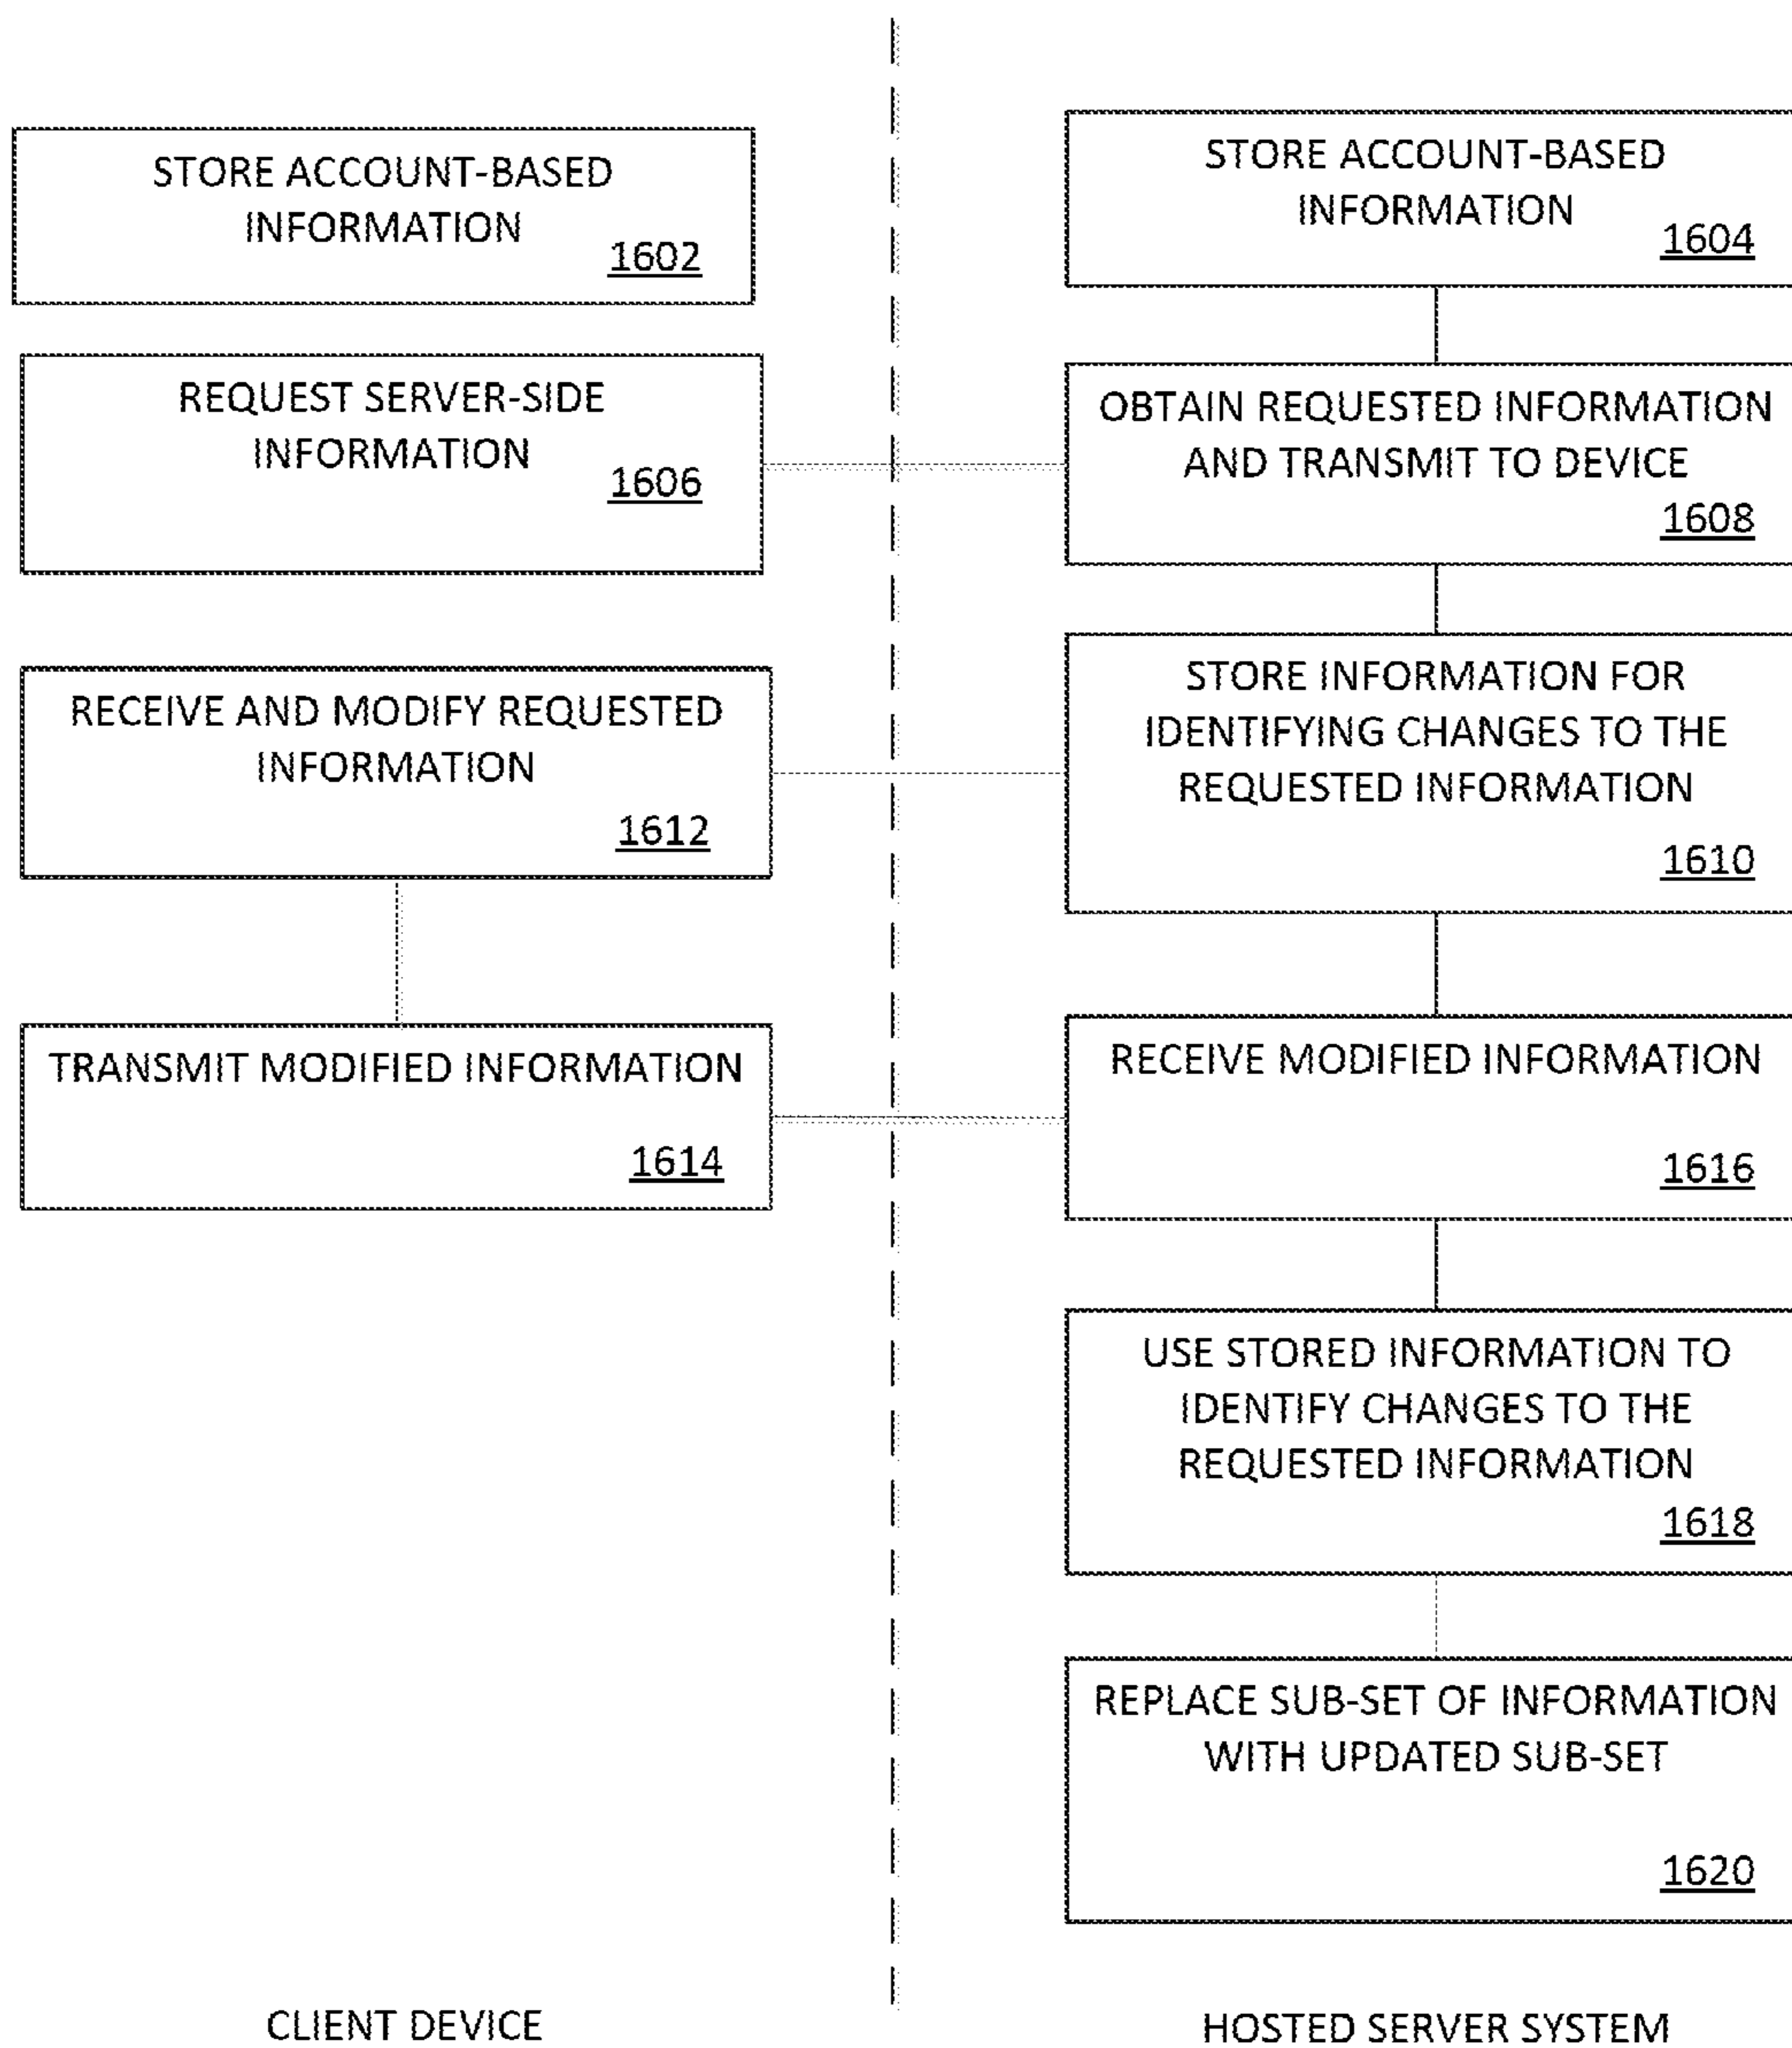 STORE ACCOUNT-BASED
INFORMATION
1602
STORE ACCOUNT-BASED
INFORMATION
1604
REQUEST SERVER-SIDE
INFORMATION
1606
OBTAIN REQUESTED INFORMATION
AND TRANSMIT TO DEVICE
1608
RECEIVE AND MODIFY REQUESTED
INFORMATION
1612
STORE INFORMATION FOR
IDENTIFYING CHANGES TO THE
REQUESTED INFORMATION
1610
TRANSMIT MODIFIED INFORMATION
1614
RECEIVE MODIFIED INFORMATION
1616
USE STORED INFORMATION TO
IDENTIFY CHANGES TO THE
REQUESTED INFORMATION
1618
REPLACE SUB-SET OF INFORMATION
WITH UPDATED SUB-SET
1620
CLIENT DEVICE
HOSTED SERVER SYSTEM